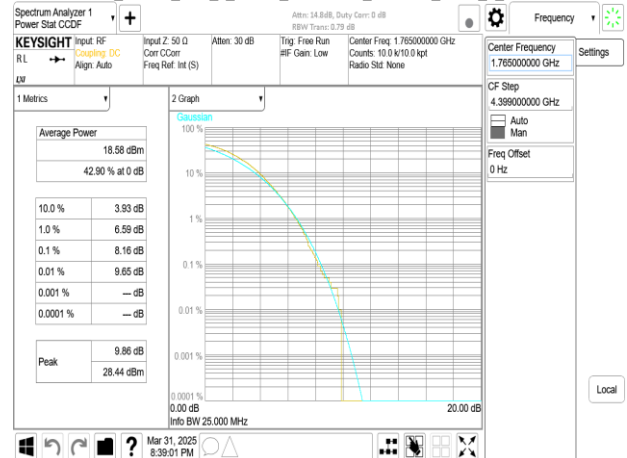 Spectrum Analyzer 1
Power Stat CCDF
Attn: 14.8dB, Duty Corr: 0 dB
RBW Trans: 0.79 dB
Frequency
KEYSIGHT
RL
LXI
Input: RF
Coupling: DC
Align: Auto
Input Z: 50 Ω
Corr CCorr
Freq Ref: Int (S)
Atten: 30 dB
Trig: Free Run
#IF Gain: Low
Center Freq: 1.765000000 GHz
Counts: 10.0 k/10.0 kpt
Radio Std: None
Center Frequency
1.765000000 GHz
Settings
CF Step
4.399000000 GHz
Auto
Man
Freq Offset
0 Hz
1 Metrics
Average Power
18.58 dBm
42.90 % at 0 dB
10.0 % 3.93 dB
1.0 % 6.59 dB
0.1 % 8.16 dB
0.01 % 9.65 dB
0.001 % --- dB
0.0001 % --- dB
Peak
9.86 dB
28.44 dBm
2 Graph
Gaussian
100 %
10 %
1 %
0.1 %
0.01 %
0.001 %
0.0001 %
0.00 dB
20.00 dB
Info BW 25.000 MHz
Local
?
Mar 31, 2025
8:39:01 PM